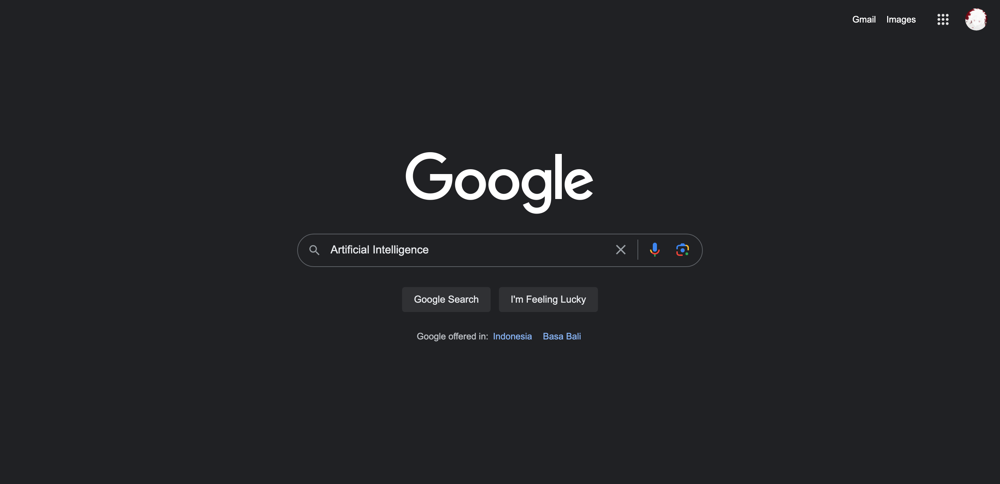 Gmail Images
Google
Artificial Intelligence
Google Search I'm Feeling Lucky
Google offered in: Indonesia Basa Bali